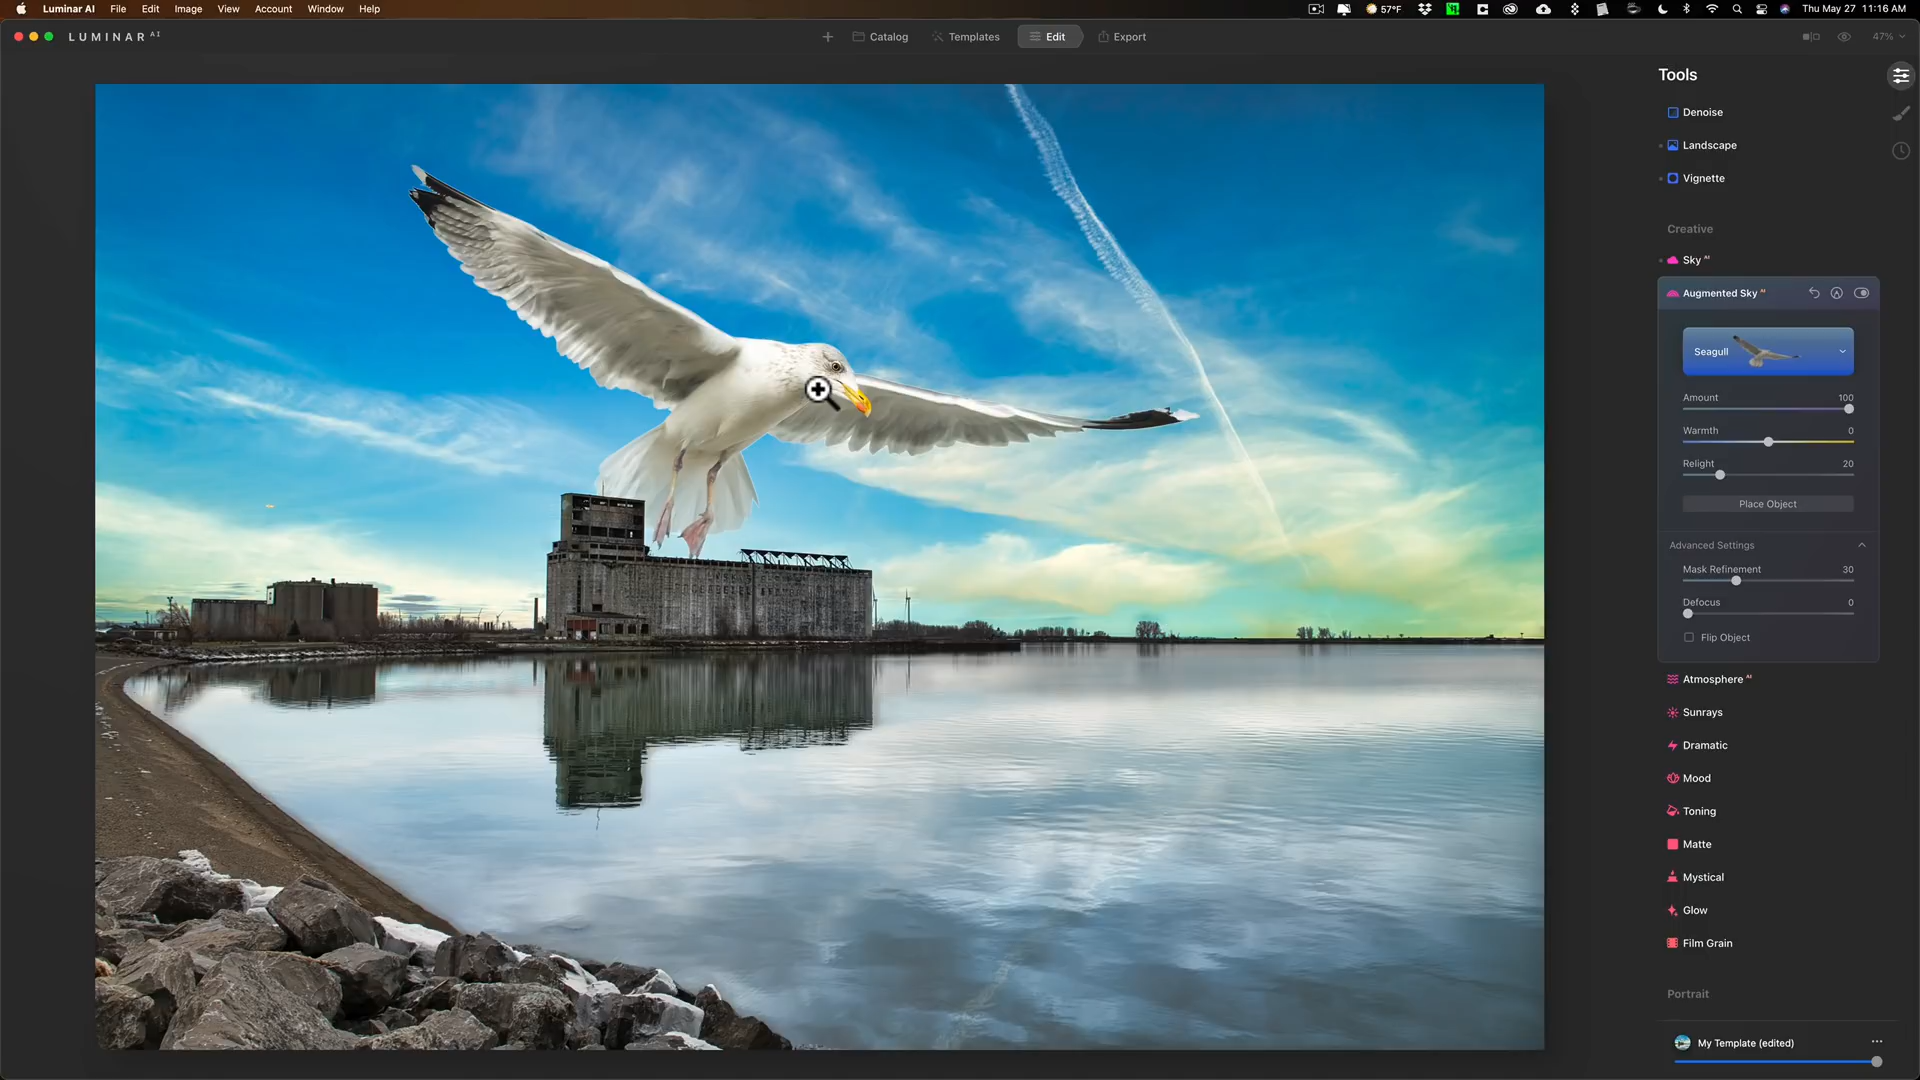 Luminar AI File Edit Image View Account Window Help
57°F Thu May 27 11:16 AM
LUMINAR AI
Catalog Templates Edit Export
47%
Tools
Denoise
Landscape
Vignette
Creative
Sky AI
Augmented Sky AI
Seagull
Amount 100
Warmth 0
Relight 20
Place Object
Advanced Settings
Mask Refinement 30
Defocus 0
Flip Object
Atmosphere AI
Sunrays
Dramatic
Mood
Toning
Matte
Mystical
Glow
Film Grain
Portrait
My Template (edited)